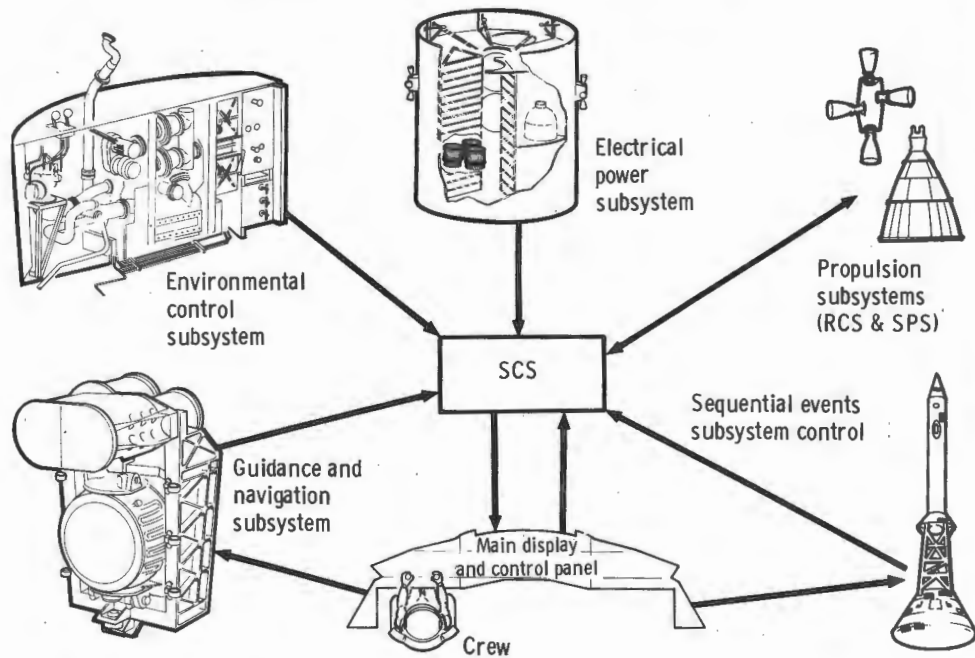 Electrical
power
subsystem
Environmental
control
subsystem
Propulsion
subsystems
(RCS & SPS)
SCS
Sequential events
subsystem control
Guidance and
navigation
subsystem
Main display
and control panel
Crew